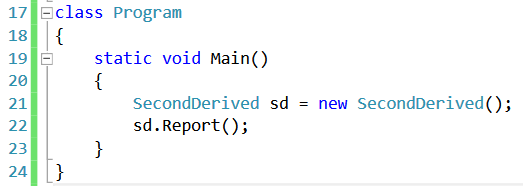 17 class Program
18 {
19     static void Main()
20     {
21         SecondDerived sd = new SecondDerived();
22         sd.Report();
23     }
24 }